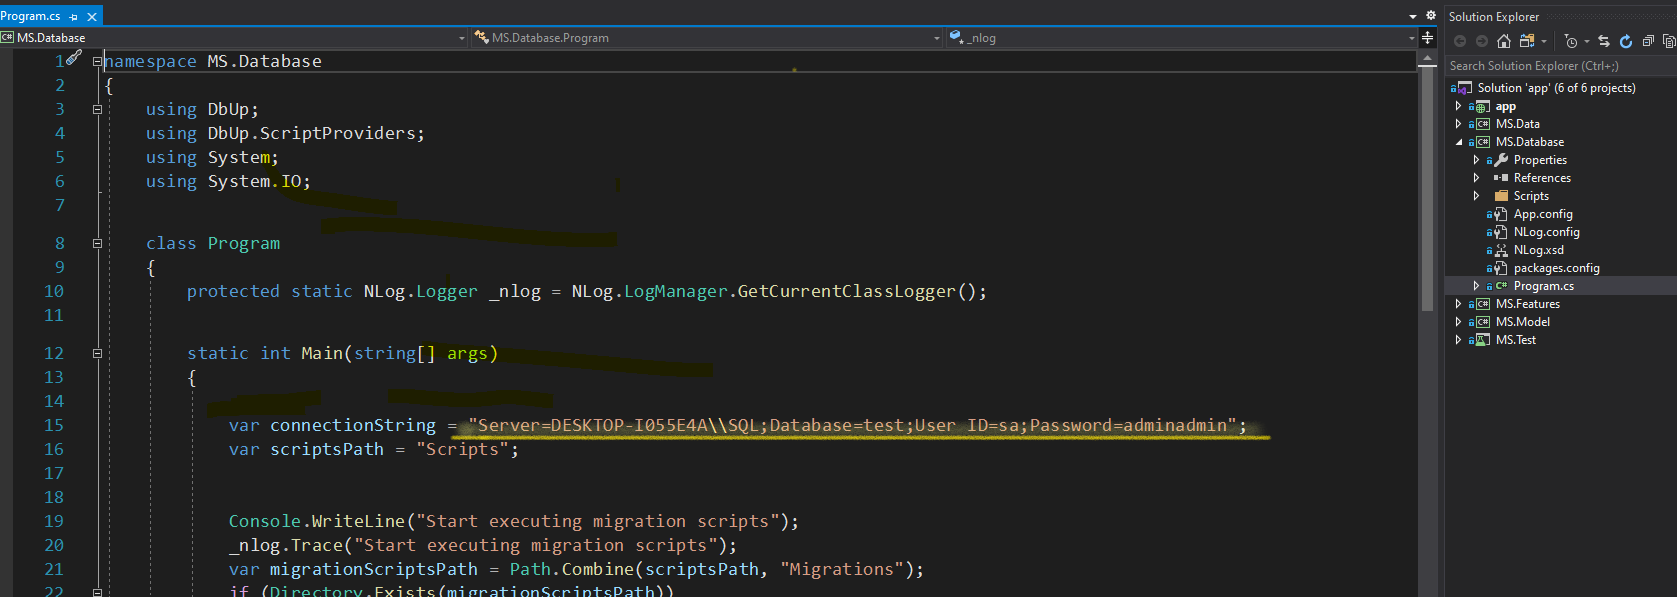 Program.cs
MS.Database
MS.Database.Program
_nlog
1 namespace MS.Database
2 {
3 using DbUp;
4 using DbUp.ScriptProviders;
5 using System;
6 using System.IO;
7
8 class Program
9 {
10 protected static NLog.Logger _nlog = NLog.LogManager.GetCurrentClassLogger();
11
12 static int Main(string[] args)
13 {
14
15 var connectionString = "Server=DESKTOP-I055E4A\\SQL;Database=test;User ID=sa;Password=adminadmin";
16 var scriptsPath = "Scripts";
17
18
19 Console.WriteLine("Start executing migration scripts");
20 _nlog.Trace("Start executing migration scripts");
21 var migrationScriptsPath = Path.Combine(scriptsPath, "Migrations");
22 if (Directory.Exists(migrationScriptsPath))
Solution Explorer
Search Solution Explorer (Ctrl+;)
Solution 'app' (6 of 6 projects)
app
C# MS.Data
C# MS.Database
Properties
References
Scripts
App.config
NLog.config
NLog.xsd
packages.config
C# Program.cs
C# MS.Features
C# MS.Model
MS.Test